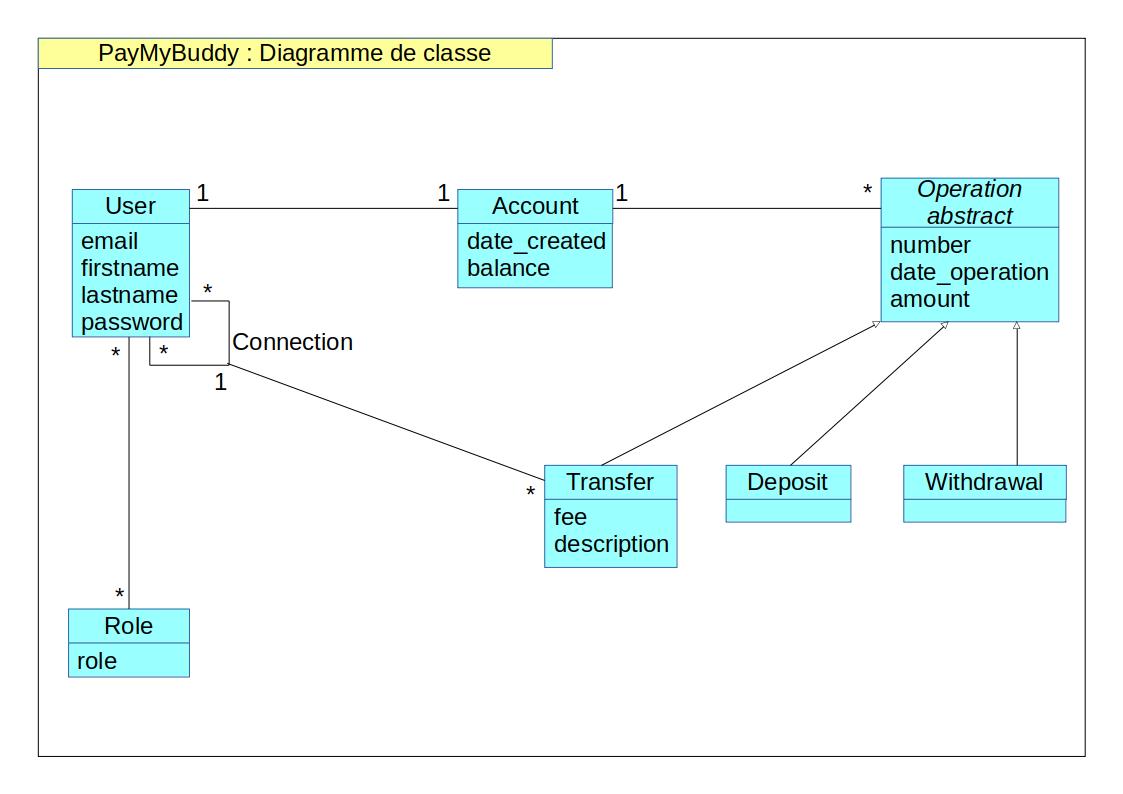 PayMyBuddy : Diagramme de classe
1
1
1
*
User
email
firstname
lastname
password
Account
date_created
balance
Operation
abstract
number
date_operation
amount
*
Connection
*
*
1
Transfer
fee
description
*
Deposit
Withdrawal
*
Role
role